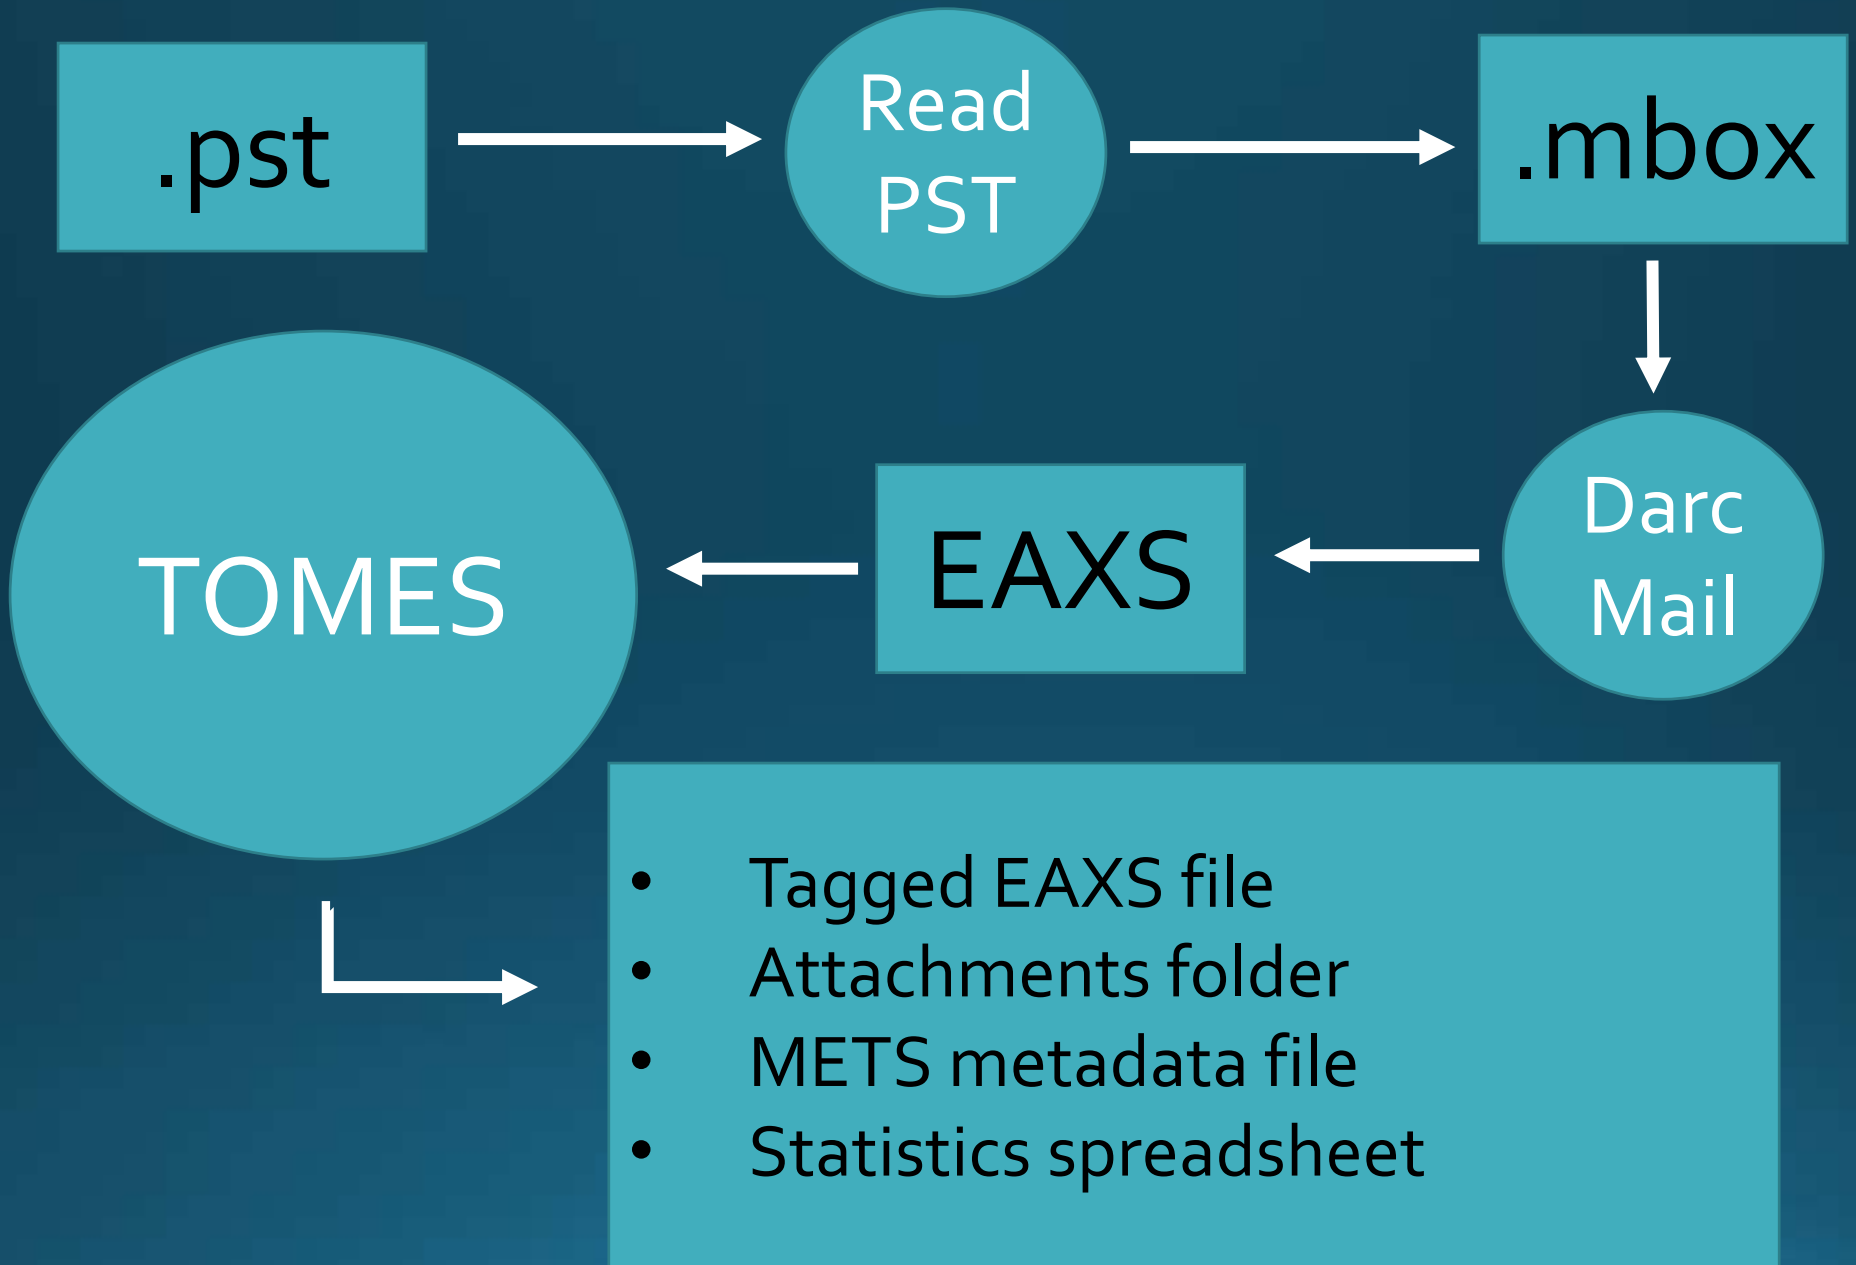 .pst
Read
PST
.mbox
TOMES
EAXS
Darc
Mail
• Tagged EAXS file
• Attachments folder
• METS metadata file
• Statistics spreadsheet